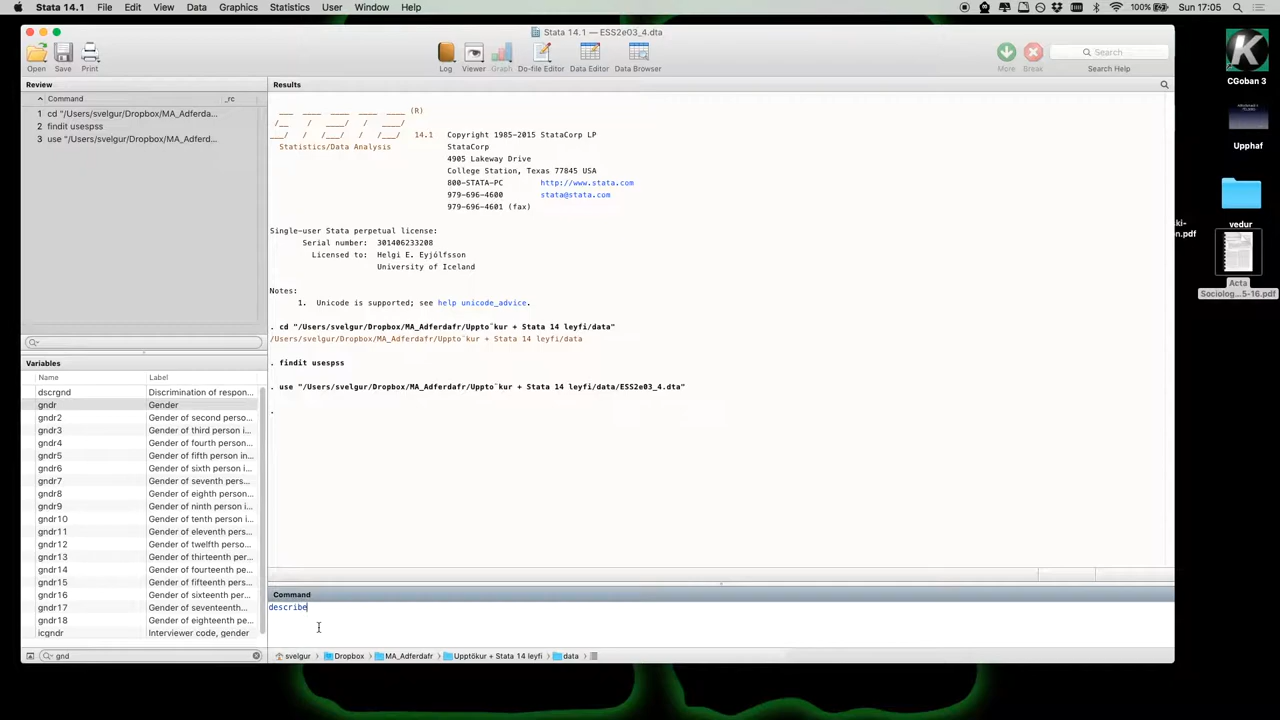 Stata 14.1 File Edit View Data Graphics Statistics User Window Help 100% Sun 17:05
Stata 14.1 — ESS2e03_4.dta
Open Save Print Log Viewer Graph Do-file Editor Data Editor Data Browser More Break Search Search Help
Review
Command _rc
1 cd "/Users/svelgur/Dropbox/MA_Adferda...
2 findit usespss
3 use "/Users/svelgur/Dropbox/MA_Adferd...
Variables
Name Label
dscrgnd Discrimination of respon...
gndr Gender
gndr2 Gender of second perso...
gndr3 Gender of third person i...
gndr4 Gender of fourth person...
gndr5 Gender of fifth person in...
gndr6 Gender of sixth person i...
gndr7 Gender of seventh perso...
gndr8 Gender of eighth person...
gndr9 Gender of ninth person i...
gndr10 Gender of tenth person i...
gndr11 Gender of eleventh pers...
gndr12 Gender of twelfth person...
gndr13 Gender of thirteenth per...
gndr14 Gender of fourteenth pe...
gndr15 Gender of fifteenth pers...
gndr16 Gender of sixteenth per...
gndr17 Gender of seventeenth...
gndr18 Gender of eighteenth pe...
icgndr Interviewer code, gender
gnd
Results
(R)
14.1 Copyright 1985-2015 StataCorp LP
Statistics/Data Analysis StataCorp
4905 Lakeway Drive
College Station, Texas 77845 USA
800-STATA-PC http://www.stata.com
979-696-4600 stata@stata.com
979-696-4601 (fax)
Single-user Stata perpetual license:
Serial number: 301406233208
Licensed to: Helgi E. Eyjólfsson
University of Iceland
Notes:
1. Unicode is supported; see help unicode_advice.
. cd "/Users/svelgur/Dropbox/MA_Adferdafr/Uppto¨kur + Stata 14 leyfi/data"
/Users/svelgur/Dropbox/MA_Adferdafr/Uppto¨kur + Stata 14 leyfi/data
. findit usespss
. use "/Users/svelgur/Dropbox/MA_Adferdafr/Uppto¨kur + Stata 14 leyfi/data/ESS2e03_4.dta"
.
Command
describe
svelgur Dropbox MA_Adferdafr Upptökur + Stata 14 leyfi data
K
CGoban 3
Upphaf
vedur
ki-
n.pdf
Acta
Sociolog...5-16.pdf